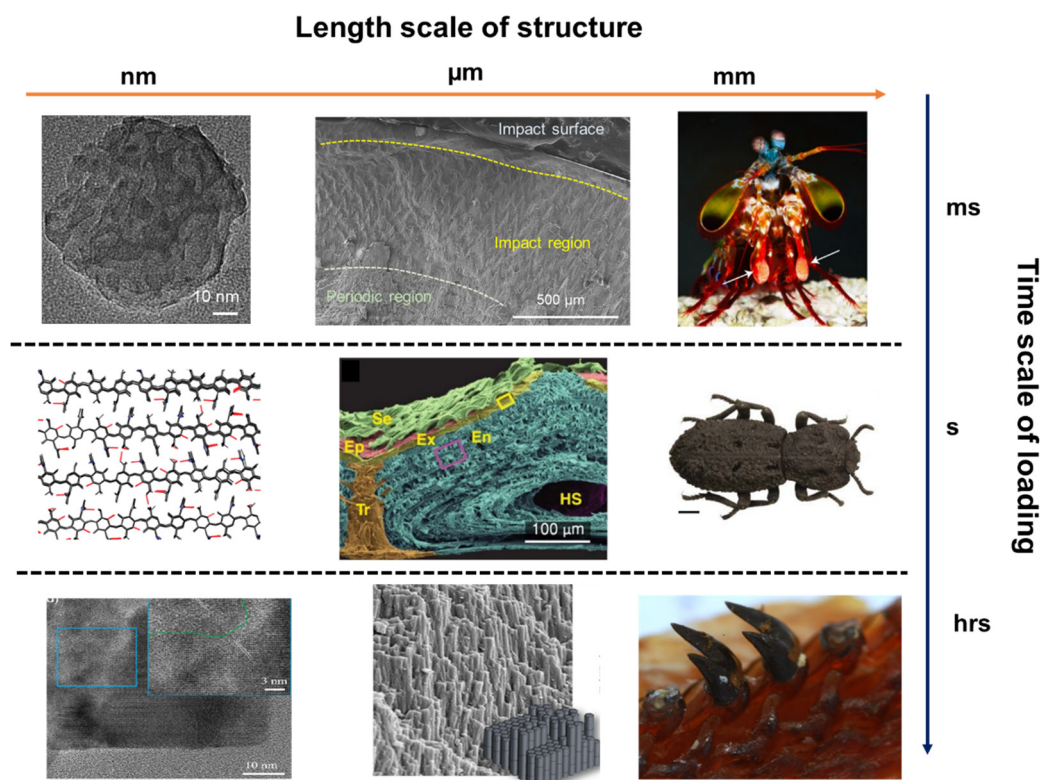 Length scale of structure
nm
µm
mm
10 nm
Impact surface
Impact region
Periodic region
500 µm
ms
Time scale of loading
Se
Ep
Ex
En
Tr
HS
100 µm
s
3 nm
10 nm
hrs